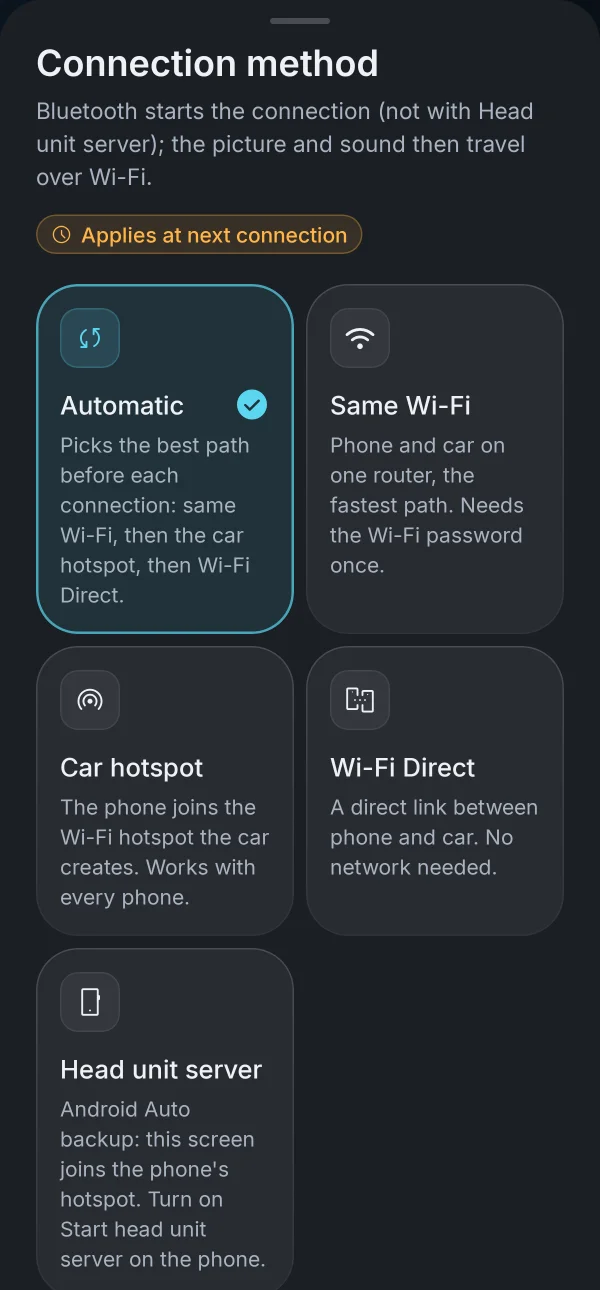 Connection method
Bluetooth starts the connection (not with Head
unit server); the picture and sound then travel
over Wi-Fi.
Applies at next connection
Automatic
Picks the best path
before each
connection: same
Wi-Fi, then the car
hotspot, then Wi-Fi
Direct.
Same Wi-Fi
Phone and car on
one router, the
fastest path. Needs
the Wi-Fi password
once.
Car hotspot
The phone joins the
Wi-Fi hotspot the car
creates. Works with
every phone.
Wi-Fi Direct
A direct link between
phone and car. No
network needed.
Head unit server
Android Auto
backup: this screen
joins the phone's
hotspot. Turn on
Start head unit
server on the phone.